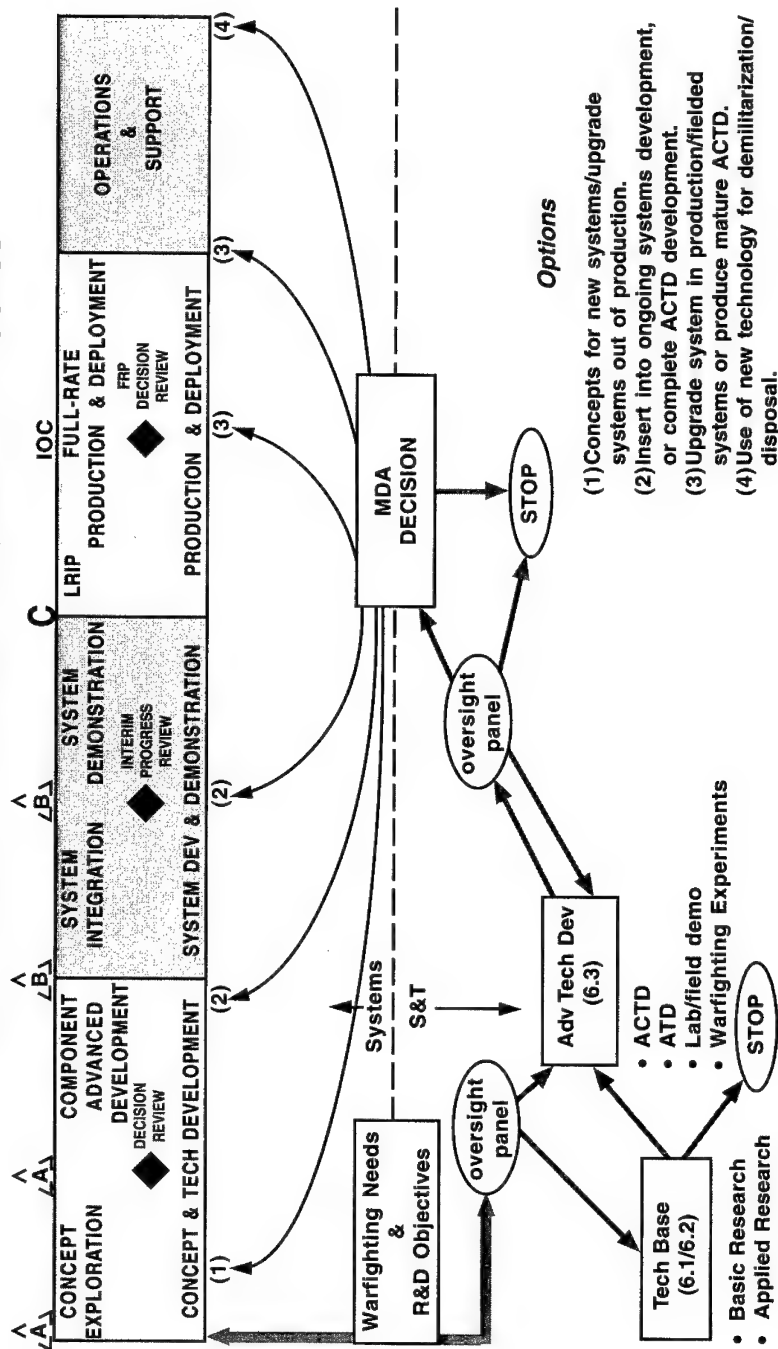 A
A
B
B
C
IOC
CONCEPT
EXPLORATION
COMPONENT
ADVANCED
DEVELOPMENT
DECISION
REVIEW
CONCEPT & TECH DEVELOPMENT
SYSTEM
INTEGRATION
SYSTEM
DEMONSTRATION
INTERIM
PROGRESS
REVIEW
SYSTEM DEV & DEMONSTRATION
LRIP
FULL-RATE
PRODUCTION & DEPLOYMENT
FRP
DECISION
REVIEW
PRODUCTION & DEPLOYMENT
OPERATIONS
&
SUPPORT
(1)
(2)
(2)
(3)
(3)
(4)
Warfighting Needs
&
R&D Objectives
Systems
S&T
MDA
DECISION
oversight
panel
oversight
panel
STOP
Tech Base
(6.1/6.2)
• Basic Research
• Applied Research
STOP
Adv Tech Dev
(6.3)
• ACTD
• ATD
• Lab/field demo
• Warfighting Experiments
Options
(1)Concepts for new systems/upgrade
systems out of production.
(2)Insert into ongoing systems development,
or complete ACTD development.
(3)Upgrade system in production/fielded
systems or produce mature ACTD.
(4)Use of new technology for demilitarization/
disposal.